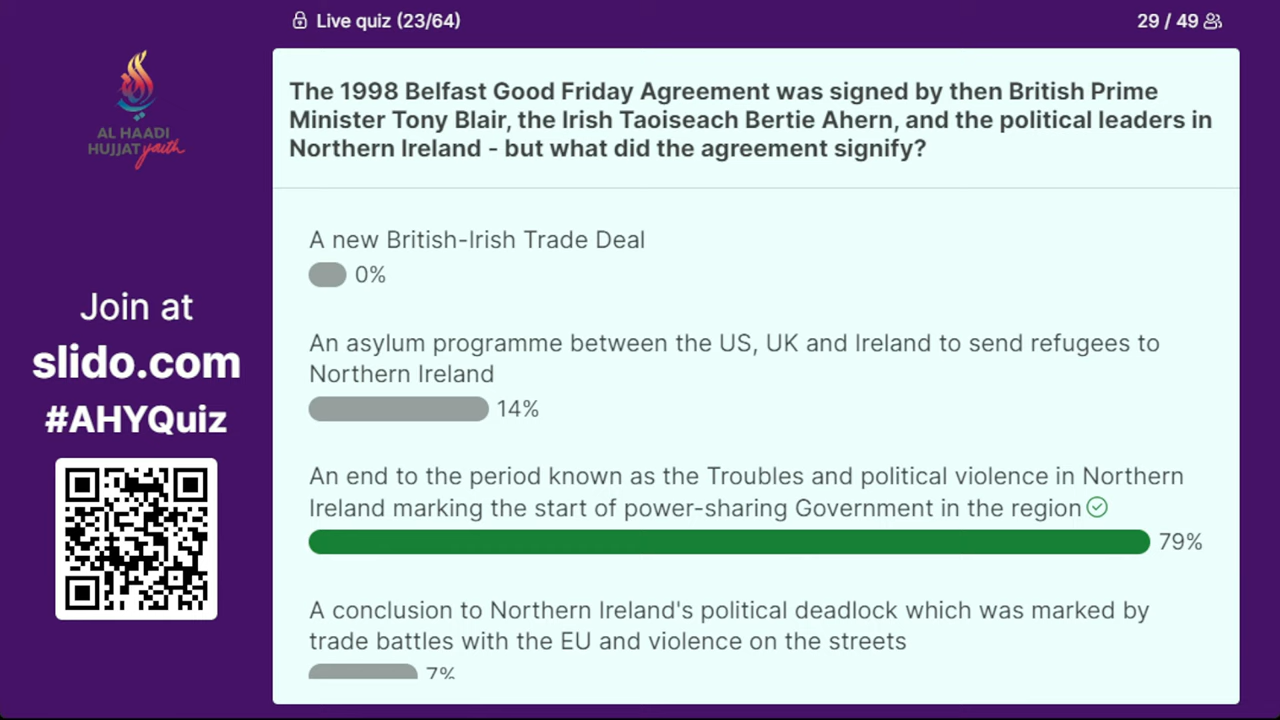 Live quiz (23/64)
29 / 49
AL HAADI
HUJJAT youth
Join at
slido.com
#AHYQuiz
The 1998 Belfast Good Friday Agreement was signed by then British Prime
Minister Tony Blair, the Irish Taoiseach Bertie Ahern, and the political leaders in
Northern Ireland - but what did the agreement signify?
A new British-Irish Trade Deal
0%
An asylum programme between the US, UK and Ireland to send refugees to
Northern Ireland
14%
An end to the period known as the Troubles and political violence in Northern
Ireland marking the start of power-sharing Government in the region
79%
A conclusion to Northern Ireland's political deadlock which was marked by
trade battles with the EU and violence on the streets
7%